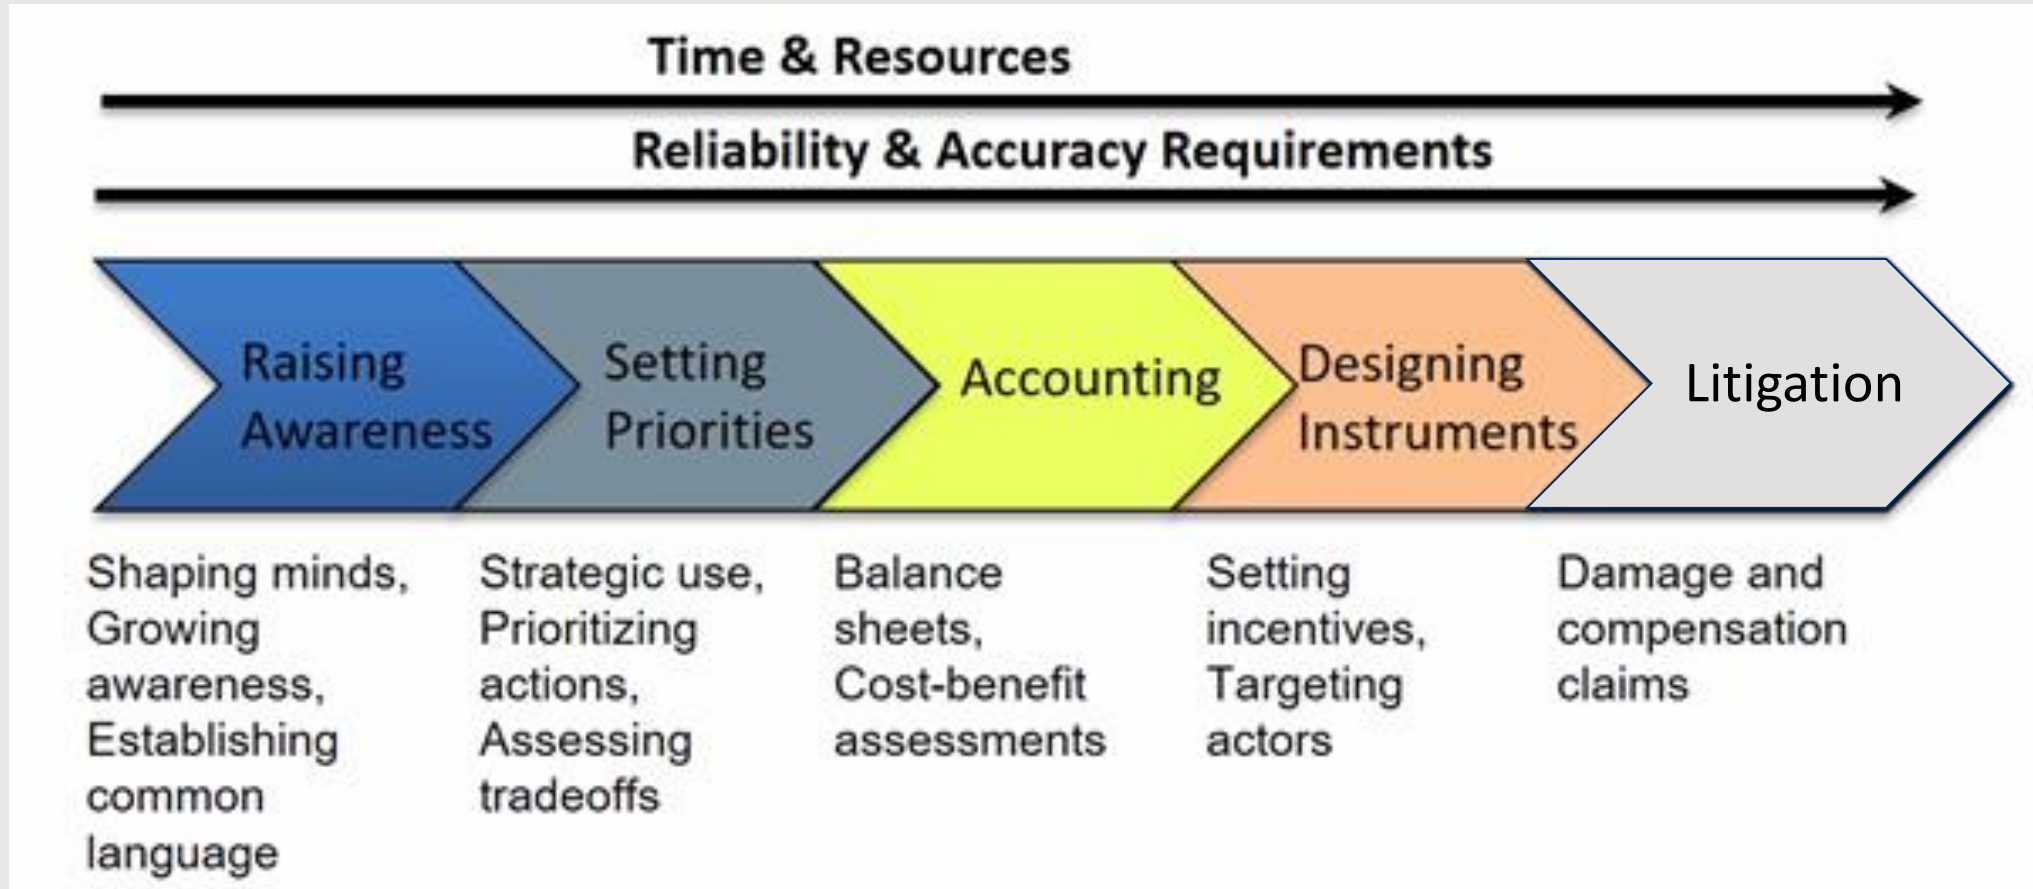 Time & Resources
Reliability & Accuracy Requirements
Raising
Awareness
Setting
Priorities
Accounting
Designing
Instruments
Litigation
Shaping minds,
Growing
awareness,
Establishing
common
language
Strategic use,
Prioritizing
actions,
Assessing
tradeoffs
Balance
sheets,
Cost-benefit
assessments
Setting
incentives,
Targeting
actors
Damage and
compensation
claims